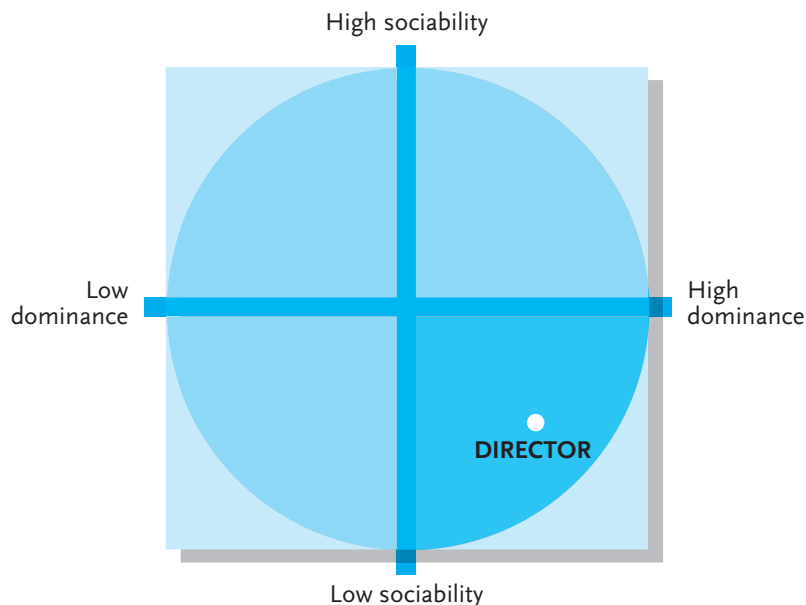 High sociability
Low
dominance
High
dominance
DIRECTOR
Low sociability